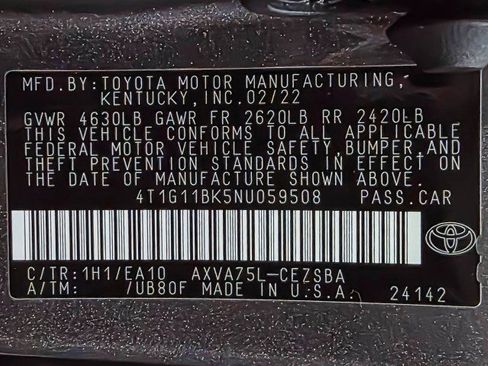 MFD.BY: TOYOTA MOTOR MANUFACTURING,
KENTUCKY, INC. 02/22
GVWR 4630LB GAWR FR 2620LB RR 2420LB
THIS VEHICLE CONFORMS TO ALL APPLICABLE
FEDERAL MOTOR VEHICLE SAFETY, BUMPER, AND
THEFT PREVENTION STANDARDS IN EFFECT ON
THE DATE OF MANUFACTURE SHOWN ABOVE.
4T1G11BK5NU059508 PASS.CAR
C/TR: 1H1/EA10 AXVA75L-CEZSBA
A/TM: /UB80F MADE IN U.S.A. 24142